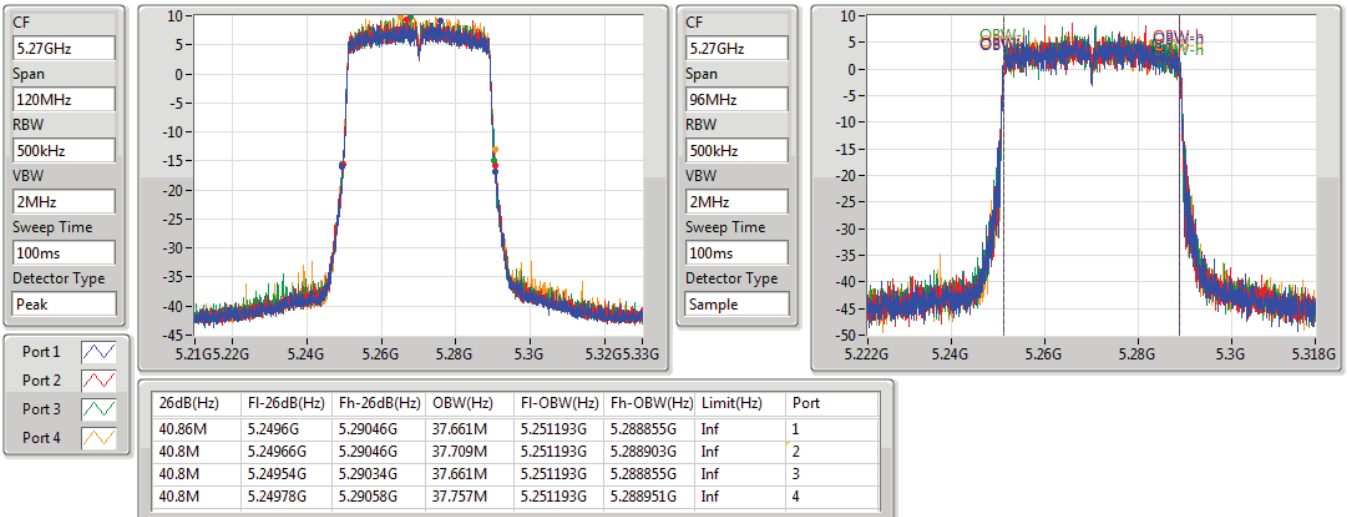 CF
5.27GHz
Span
120MHz
RBW
500kHz
VBW
2MHz
Sweep Time
100ms
Detector Type
Peak
10
5
0
-5
-10
-15
-20
-25
-30
-35
-40
-45
5.21G 5.22G 5.24G 5.26G 5.28G 5.3G 5.32G 5.33G
CF
5.27GHz
Span
96MHz
RBW
500kHz
VBW
2MHz
Sweep Time
100ms
Detector Type
Sample
10
5
0
-5
-10
-15
-20
-25
-30
-35
-40
-45
-50
OBW-l OBW-h
5.222G 5.24G 5.26G 5.28G 5.3G 5.318G
Port 1
Port 2
Port 3
Port 4
26dB(Hz) Fl-26dB(Hz) Fh-26dB(Hz) OBW(Hz) Fl-OBW(Hz) Fh-OBW(Hz) Limit(Hz) Port
40.86M 5.2496G 5.29046G 37.661M 5.251193G 5.288855G Inf 1
40.8M 5.24966G 5.29046G 37.709M 5.251193G 5.288903G Inf 2
40.8M 5.24954G 5.29034G 37.661M 5.251193G 5.288855G Inf 3
40.8M 5.24978G 5.29058G 37.757M 5.251193G 5.288951G Inf 4